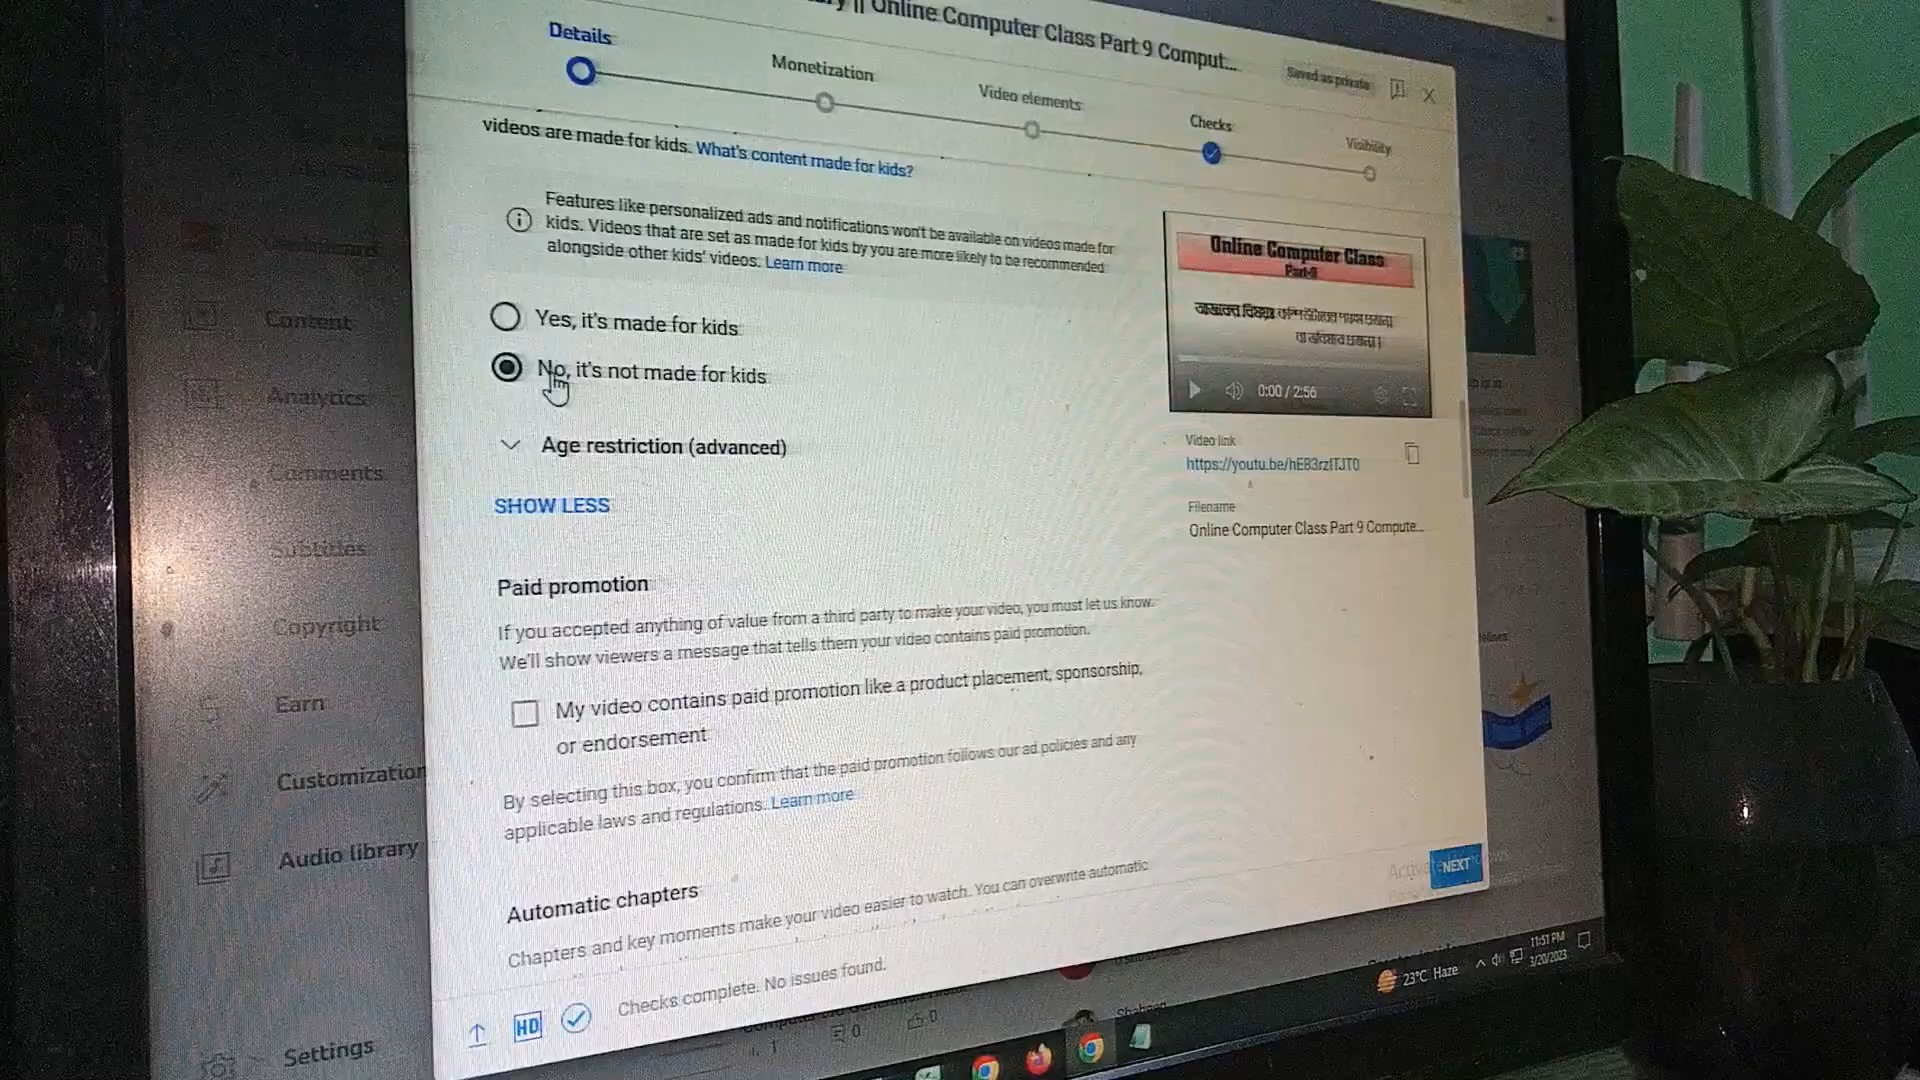 Online Computer Class Part 9 Comput...
Details
Monetization
Video elements
Checks
Visibility
Saved as private
videos are made for kids. What's content made for kids?
Features like personalized ads and notifications won't be available on videos made for
kids. Videos that are set as made for kids by you are more likely to be recommended
alongside other kids' videos. Learn more
Yes, it's made for kids
No, it's not made for kids
Age restriction (advanced)
SHOW LESS
Paid promotion
If you accepted anything of value from a third party to make your video, you must let us know.
We'll show viewers a message that tells them your video contains paid promotion.
My video contains paid promotion like a product placement, sponsorship,
or endorsement
By selecting this box, you confirm that the paid promotion follows our ad policies and any
applicable laws and regulations. Learn more
Automatic chapters
Chapters and key moments make your video easier to watch. You can overwrite automatic
Checks complete. No issues found.
HD
Online Computer Class
Part-9
0:00 / 2:56
Video link
Filename
Online Computer Class Part 9 Compute...
NEXT
Dashboard
Content
Analytics
Comments
Subtitles
Copyright
Earn
Customization
Audio library
Settings
0
0
Shaheen
23°C Haze
11:51 PM
3/20/2023